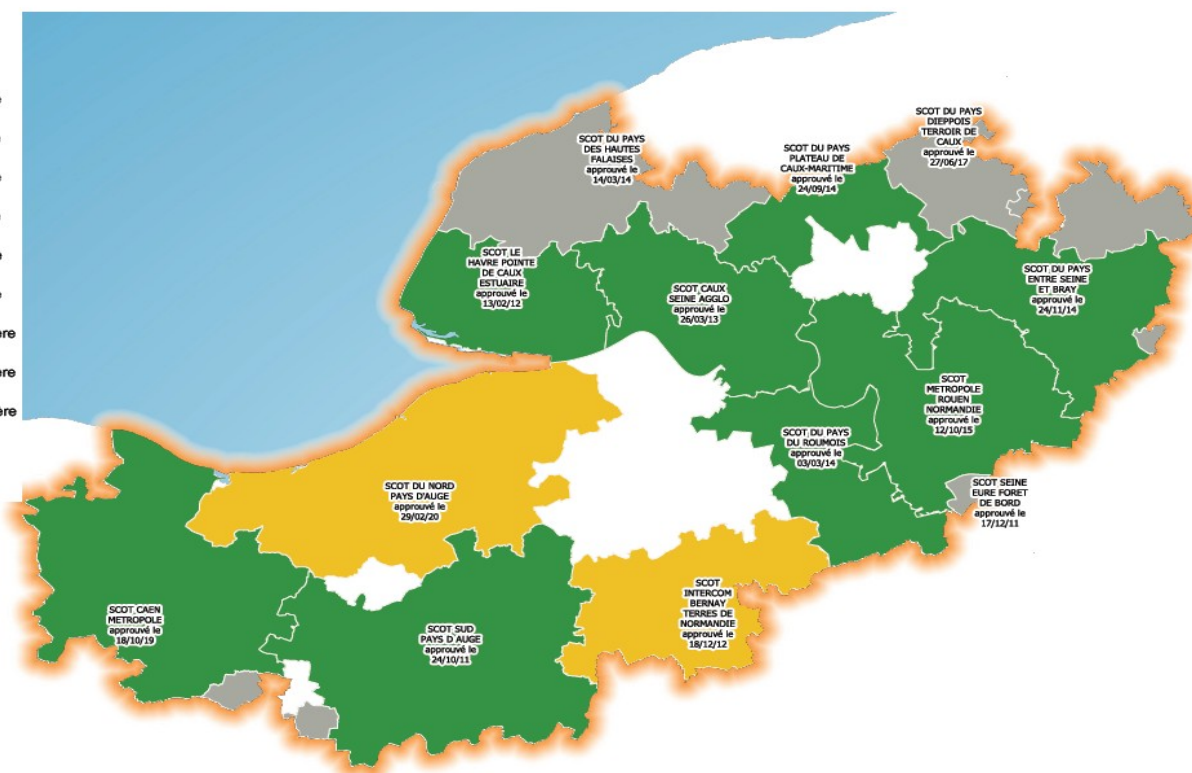 SCOT DU PAYS
DES HAUTES
FALAISES
approuvé le
14/03/14
SCOT DU PAYS
PLATEAU DE
CAUX-MARITIME
approuvé le
24/09/14
SCOT DU PAYS
DIEPPOIS
TERROIR DE
CAUX
approuvé le
27/06/17
SCOT LE
HAVRE POINTE
DE CAUX
ESTUAIRE
approuvé le
13/02/12
SCOT CAUX
SEINE AGGLO
approuvé le
26/03/13
SCOT DU PAYS
ENTRE SEINE
ET BRAY
approuvé le
24/11/14
SCOT
METROPOLE
ROUEN
NORMANDIE
approuvé le
12/10/15
SCOT DU PAYS
DU ROUMOIS
approuvé le
03/03/14
SCOT SEINE
EURE FORET
DE BORD
approuvé le
17/12/11
SCOT DU NORD
PAYS D'AUGE
approuvé le
29/02/20
SCOT
INTERCOM
BERNAY
TERRES DE
NORMANDIE
approuvé le
18/12/12
SCOT CAEN
METROPOLE
approuvé le
18/10/19
SCOT SUD
PAYS D AUGE
approuvé le
24/10/11